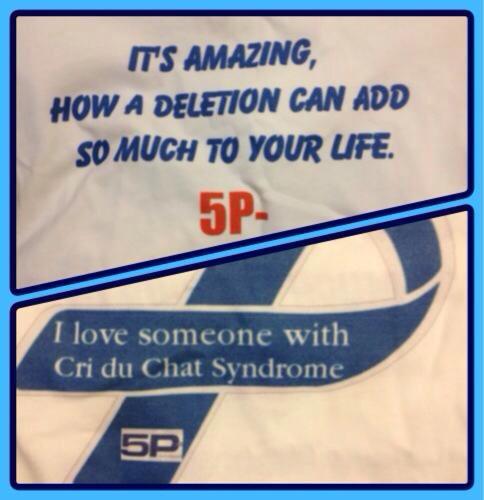 IT'S AMAZING,
HOW A DELETION CAN ADD
SO MUCH TO YOUR LIFE.
5P-
I love someone with
Cri du Chat Syndrome
5P-